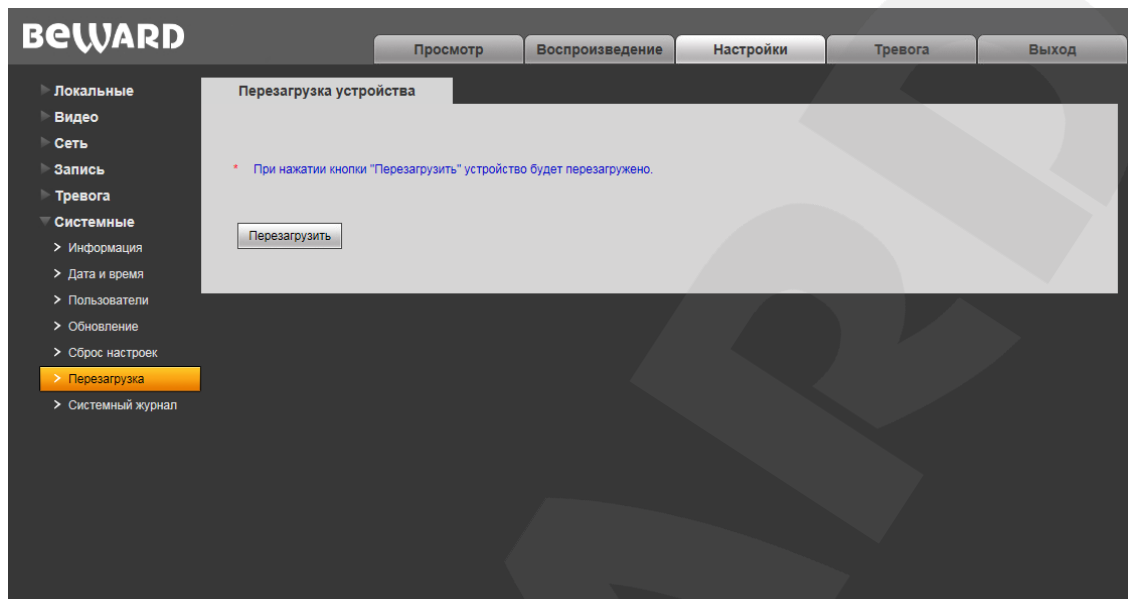 BEWARD
Просмотр
Воспроизведение
Настройки
Тревога
Выход
Локальные
Видео
Сеть
Запись
Тревога
Системные
Информация
Дата и время
Пользователи
Обновление
Сброс настроек
Перезагрузка
Системный журнал
Перезагрузка устройства
* При нажатии кнопки "Перезагрузить" устройство будет перезагружено.
Перезагрузить